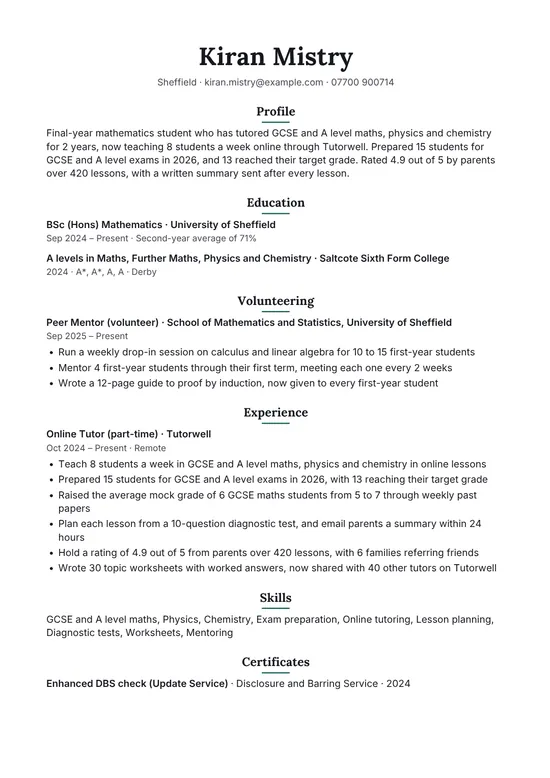 Kiran Mistry
Sheffield · kiran.mistry@example.com · 07700 900714
Profile
Final-year mathematics student who has tutored GCSE and A level maths, physics and chemistry
for 2 years, now teaching 8 students a week online through Tutorwell. Prepared 15 students for
GCSE and A level exams in 2026, and 13 reached their target grade. Rated 4.9 out of 5 by parents
over 420 lessons, with a written summary sent after every lesson.
Education
BSc (Hons) Mathematics · University of Sheffield
Sep 2024 – Present · Second-year average of 71%
A levels in Maths, Further Maths, Physics and Chemistry · Saltcote Sixth Form College
2024 · A*, A*, A, A · Derby
Volunteering
Peer Mentor (volunteer) · School of Mathematics and Statistics, University of Sheffield
Sep 2025 – Present
• Run a weekly drop-in session on calculus and linear algebra for 10 to 15 first-year students
• Mentor 4 first-year students through their first term, meeting each one every 2 weeks
• Wrote a 12-page guide to proof by induction, now given to every first-year student
Experience
Online Tutor (part-time) · Tutorwell
Oct 2024 – Present · Remote
• Teach 8 students a week in GCSE and A level maths, physics and chemistry in online lessons
• Prepared 15 students for GCSE and A level exams in 2026, with 13 reaching their target grade
• Raised the average mock grade of 6 GCSE maths students from 5 to 7 through weekly past
papers
• Plan each lesson from a 10-question diagnostic test, and email parents a summary within 24
hours
• Hold a rating of 4.9 out of 5 from parents over 420 lessons, with 6 families referring friends
• Wrote 30 topic worksheets with worked answers, now shared with 40 other tutors on Tutorwell
Skills
GCSE and A level maths, Physics, Chemistry, Exam preparation, Online tutoring, Lesson planning,
Diagnostic tests, Worksheets, Mentoring
Certificates
Enhanced DBS check (Update Service) · Disclosure and Barring Service · 2024